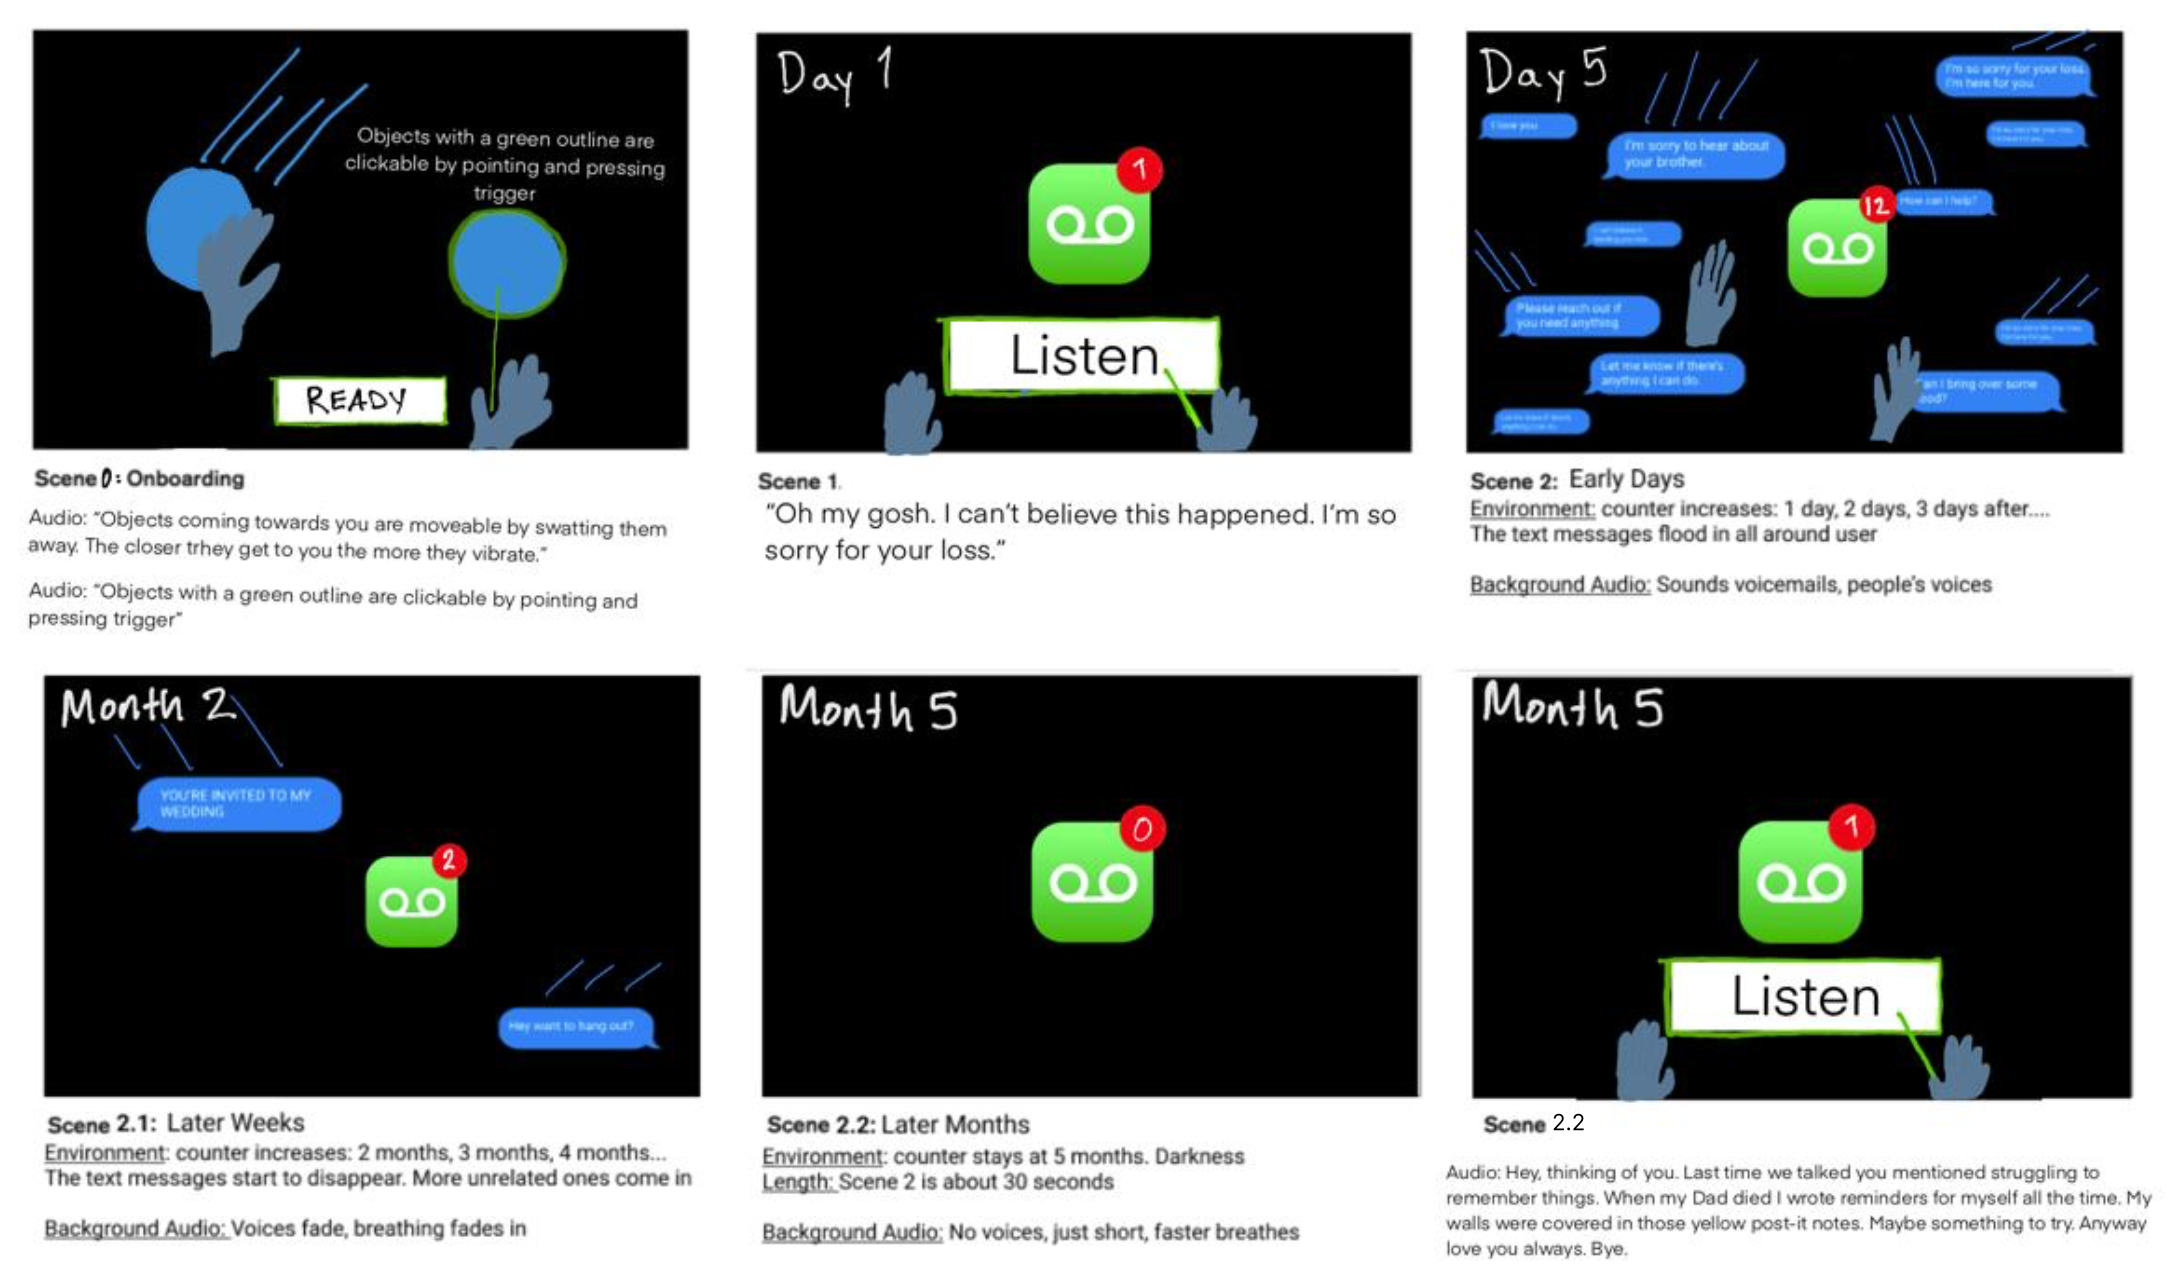 Objects with a green outline are
clickable by pointing and pressing
trigger
READY
Scene 0: Onboarding
Audio: “Objects coming towards you are moveable by swatting them
away. The closer trhey get to you the more they vibrate.”
Audio: “Objects with a green outline are clickable by pointing and
pressing trigger”
Day 1
1
Listen
Scene 1.
“Oh my gosh. I can’t believe this happened. I’m so
sorry for your loss.”
Day 5
I'm so sorry for your loss.
I'm here for you.
I love you
I'm sorry to hear about
your brother.
12
How can I help?
Please reach out if
you need anything
Let me know if there's
anything I can do.
an I bring over some
ood?
Scene 2: Early Days
Environment: counter increases: 1 day, 2 days, 3 days after....
The text messages flood in all around user
Background Audio: Sounds voicemails, people’s voices
Month 2
YOU'RE INVITED TO MY
WEDDING
2
Hey want to hang out?
Scene 2.1: Later Weeks
Environment: counter increases: 2 months, 3 months, 4 months...
The text messages start to disappear. More unrelated ones come in
Background Audio: Voices fade, breathing fades in
Month 5
0
Scene 2.2: Later Months
Environment: counter stays at 5 months. Darkness
Length: Scene 2 is about 30 seconds
Background Audio: No voices, just short, faster breathes
Month 5
1
Listen
Scene 2.2
Audio: Hey, thinking of you. Last time we talked you mentioned struggling to
remember things. When my Dad died I wrote reminders for myself all the time. My
walls were covered in those yellow post-it notes. Maybe something to try. Anyway
love you always. Bye.